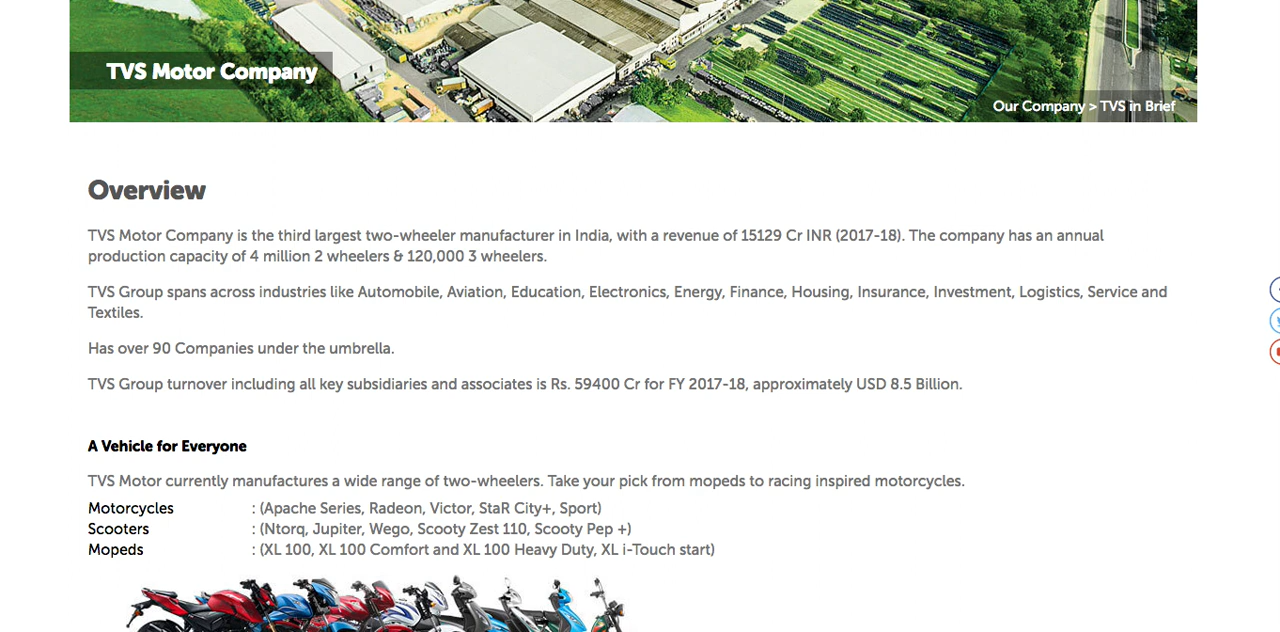 TVS Motor Company
Our Company > TVS in Brief
Overview
TVS Motor Company is the third largest two-wheeler manufacturer in India, with a revenue of 15129 Cr INR (2017-18). The company has an annual
production capacity of 4 million 2 wheelers & 120,000 3 wheelers.
TVS Group spans across industries like Automobile, Aviation, Education, Electronics, Energy, Finance, Housing, Insurance, Investment, Logistics, Service and
Textiles.
Has over 90 Companies under the umbrella.
TVS Group turnover including all key subsidiaries and associates is Rs. 59400 Cr for FY 2017-18, approximately USD 8.5 Billion.
A Vehicle for Everyone
TVS Motor currently manufactures a wide range of two-wheelers. Take your pick from mopeds to racing inspired motorcycles.
Motorcycles : (Apache Series, Radeon, Victor, StaR City+, Sport)
Scooters : (Ntorq, Jupiter, Wego, Scooty Zest 110, Scooty Pep +)
Mopeds : (XL 100, XL 100 Comfort and XL 100 Heavy Duty, XL i-Touch start)